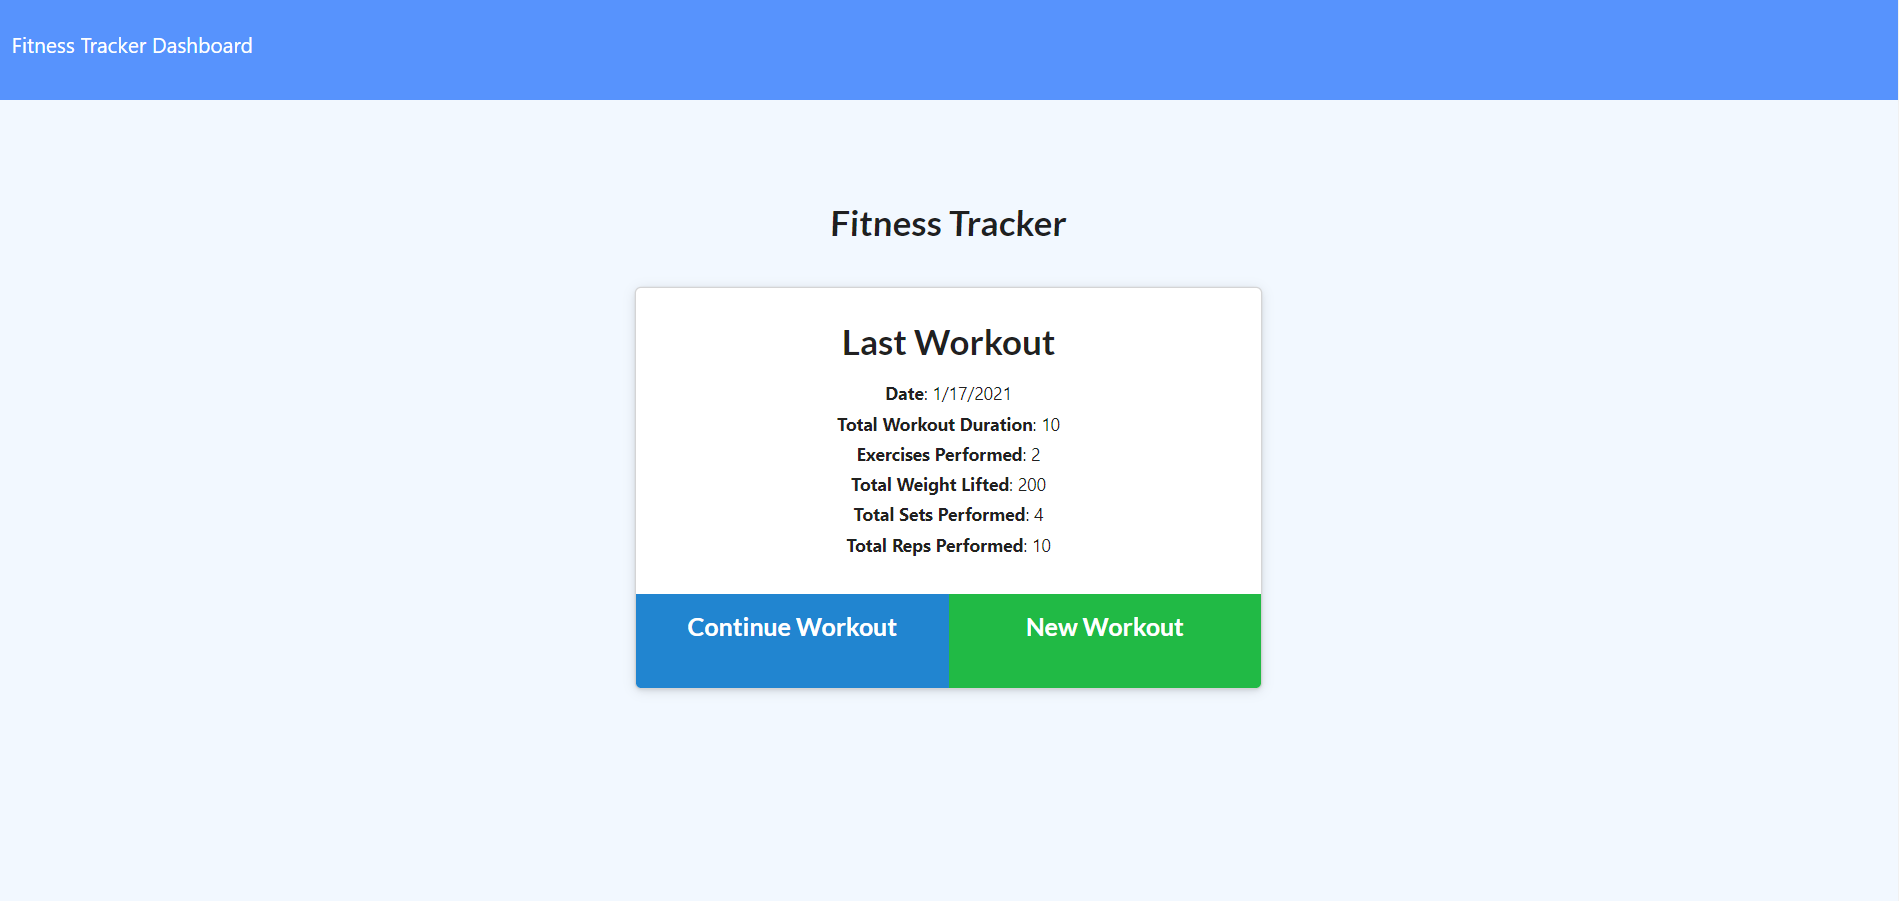 Fitness Tracker Dashboard
Fitness Tracker
Last Workout
Date: 1/17/2021
Total Workout Duration: 10
Exercises Performed: 2
Total Weight Lifted: 200
Total Sets Performed: 4
Total Reps Performed: 10
Continue Workout
New Workout